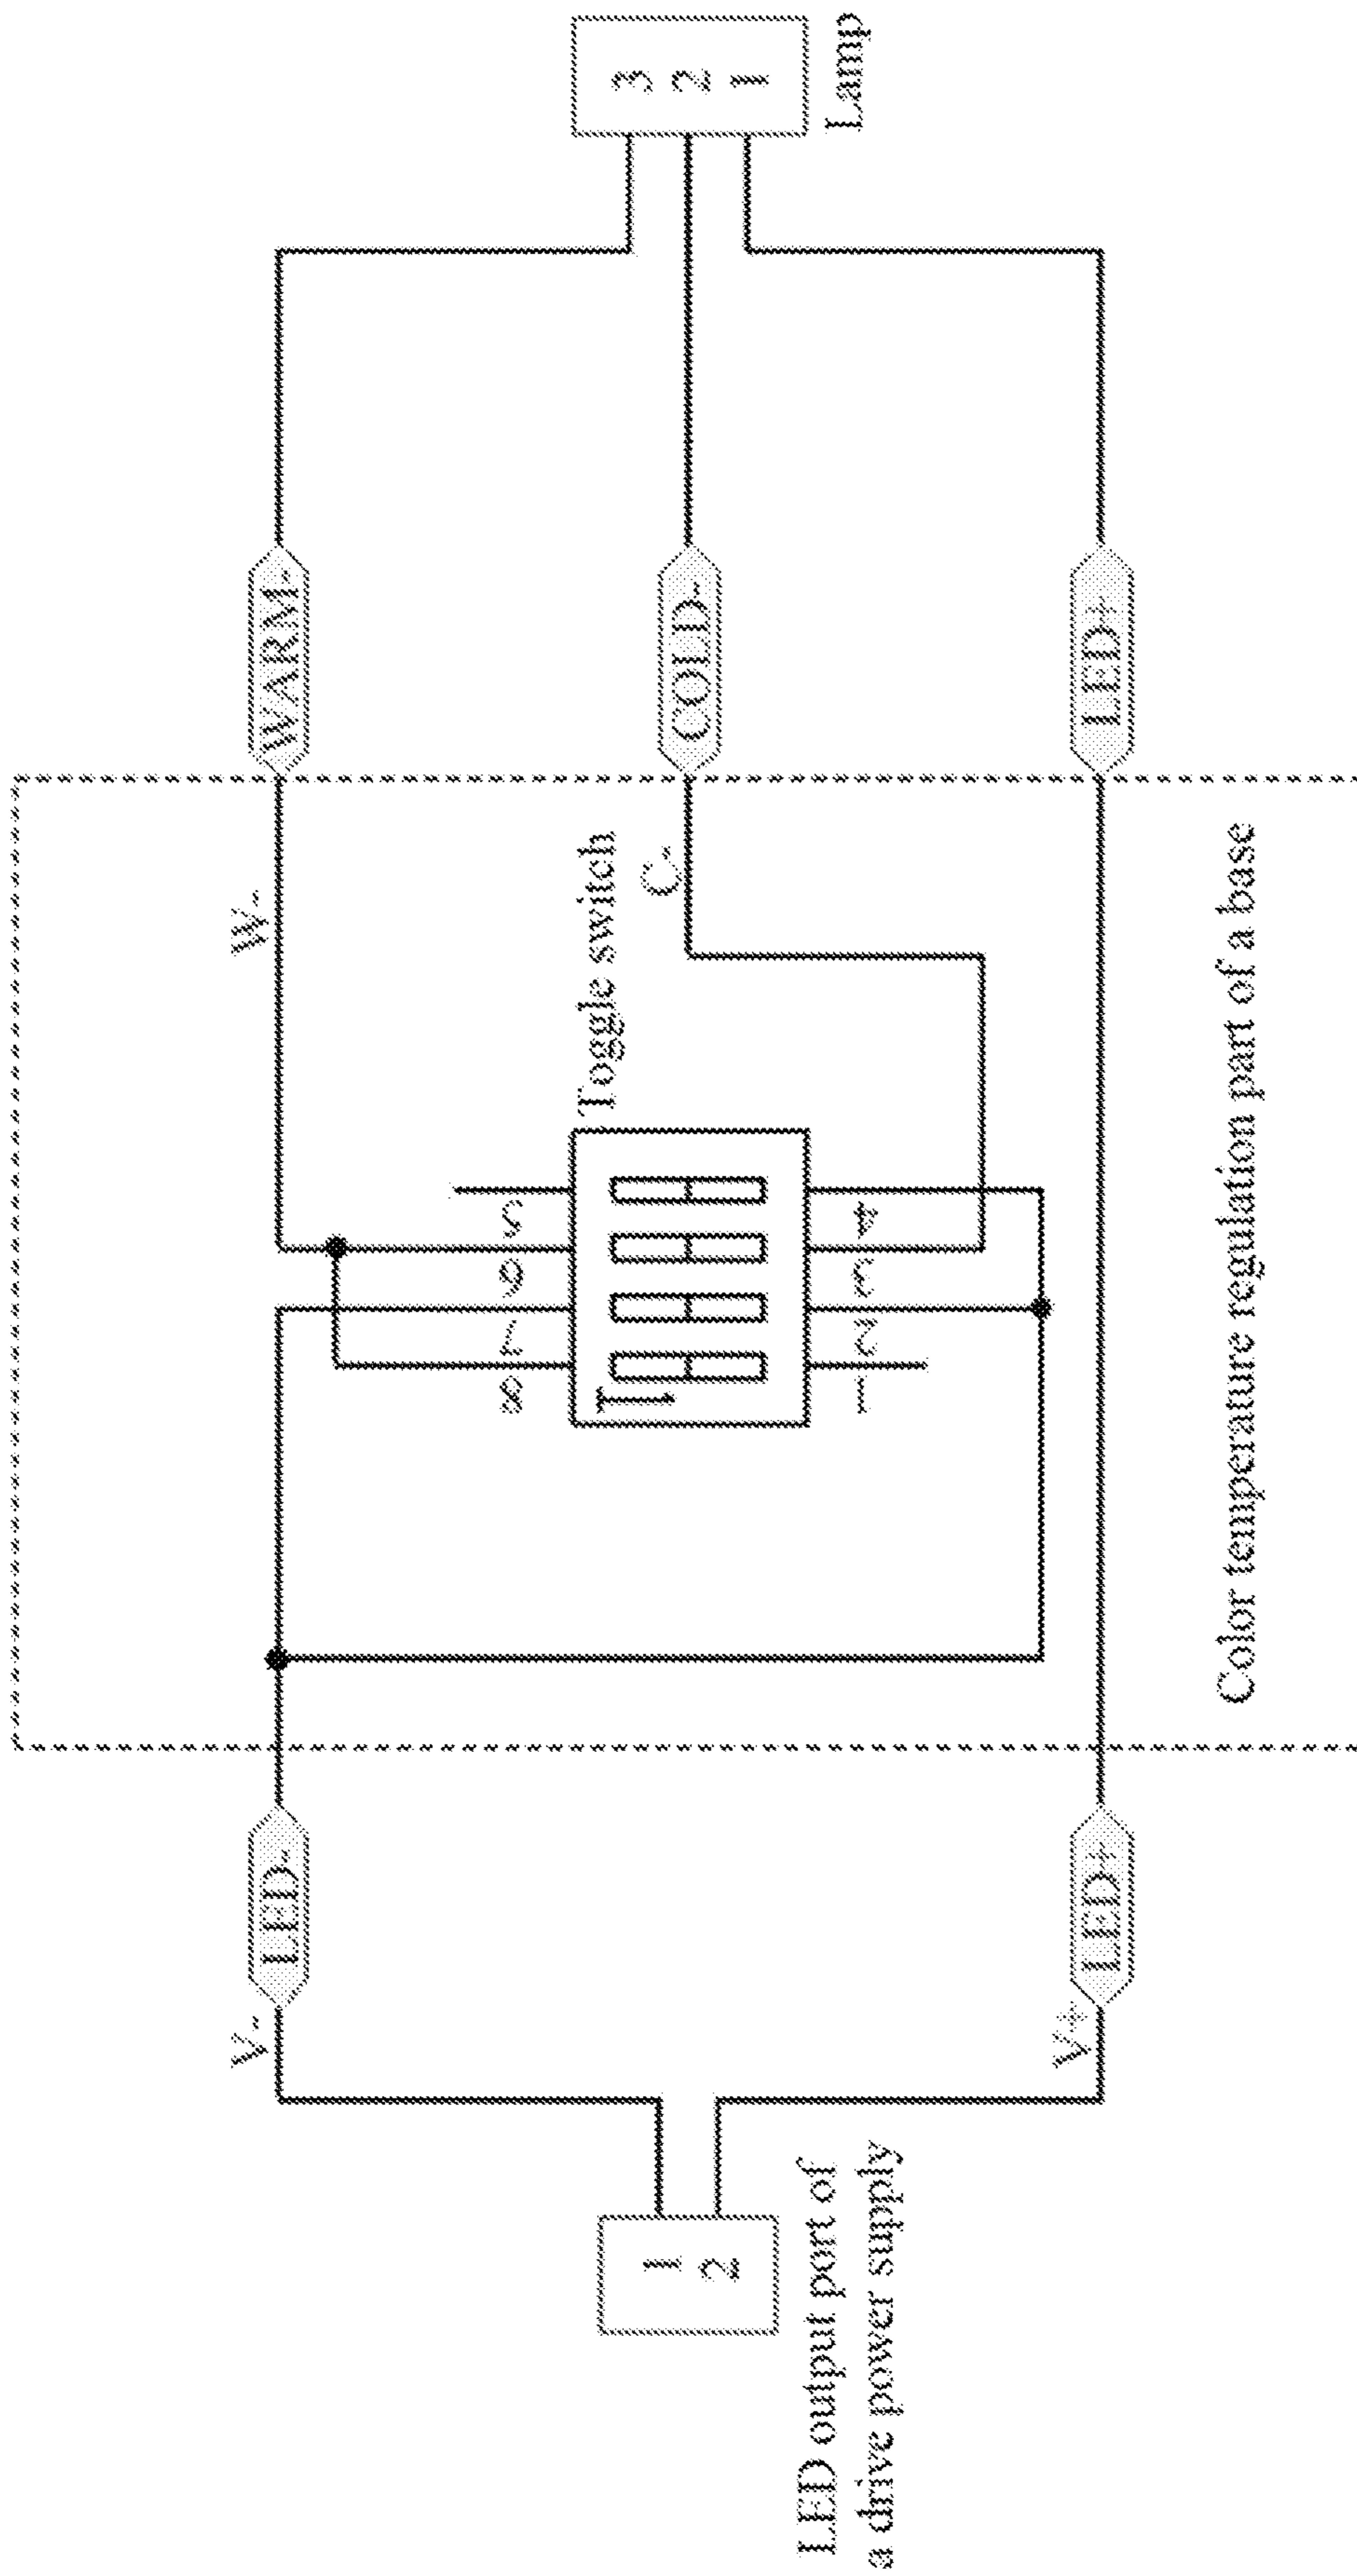 V-
LED-
W-
WARM-
LED output port of
a drive power supply
1
2
8
7
6
5
1
2
3
4
Toggle switch
C-
COLD-
3
2
1
Lamp
V+
LED+
LED+
Color temperature regulation part of a base